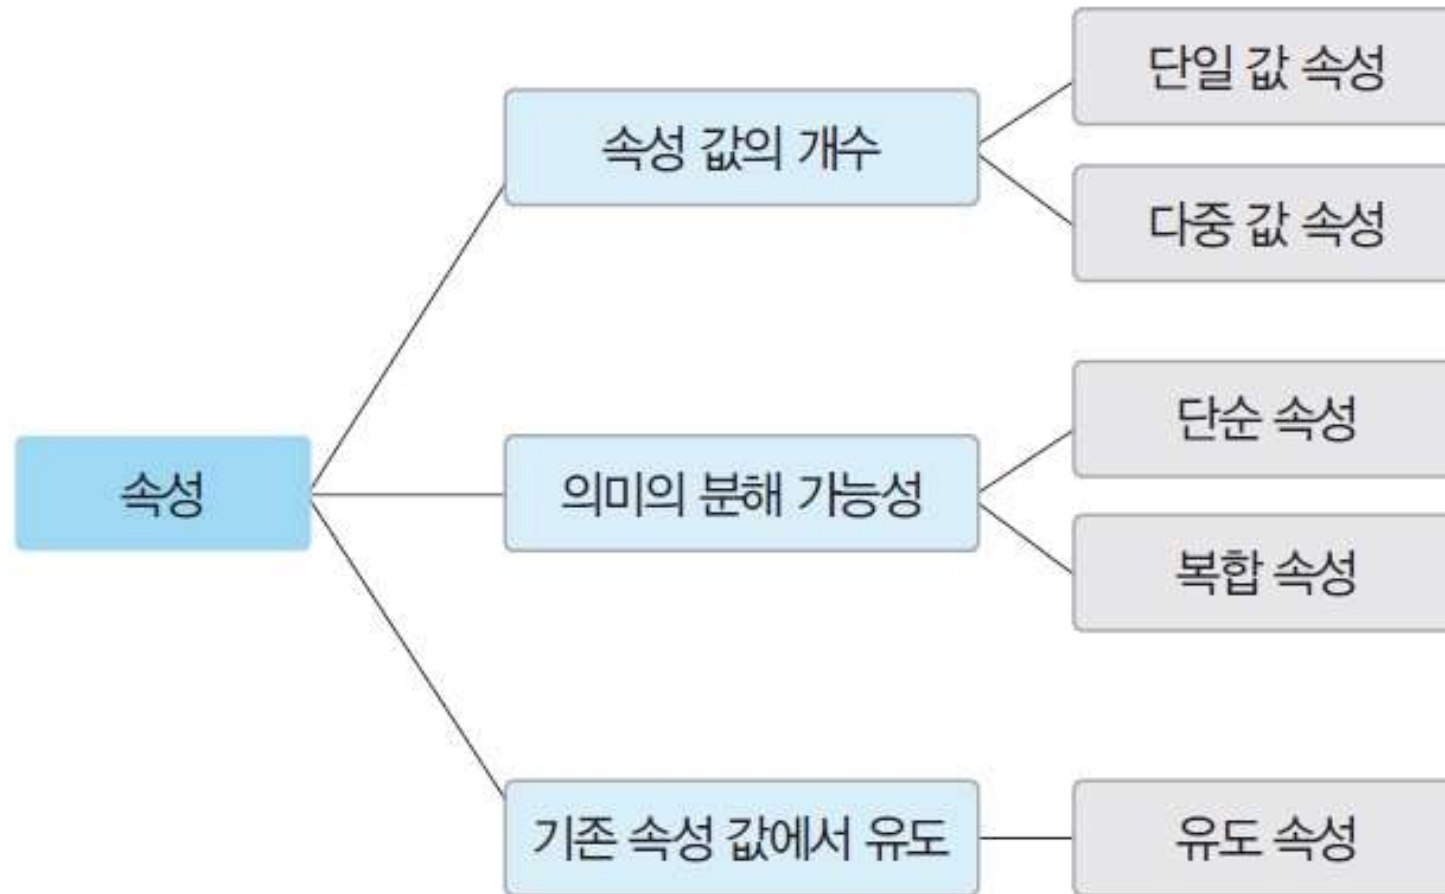 속성
속성 값의 개수
단일 값 속성
다중 값 속성
의미의 분해 가능성
단순 속성
복합 속성
기존 속성 값에서 유도
유도 속성